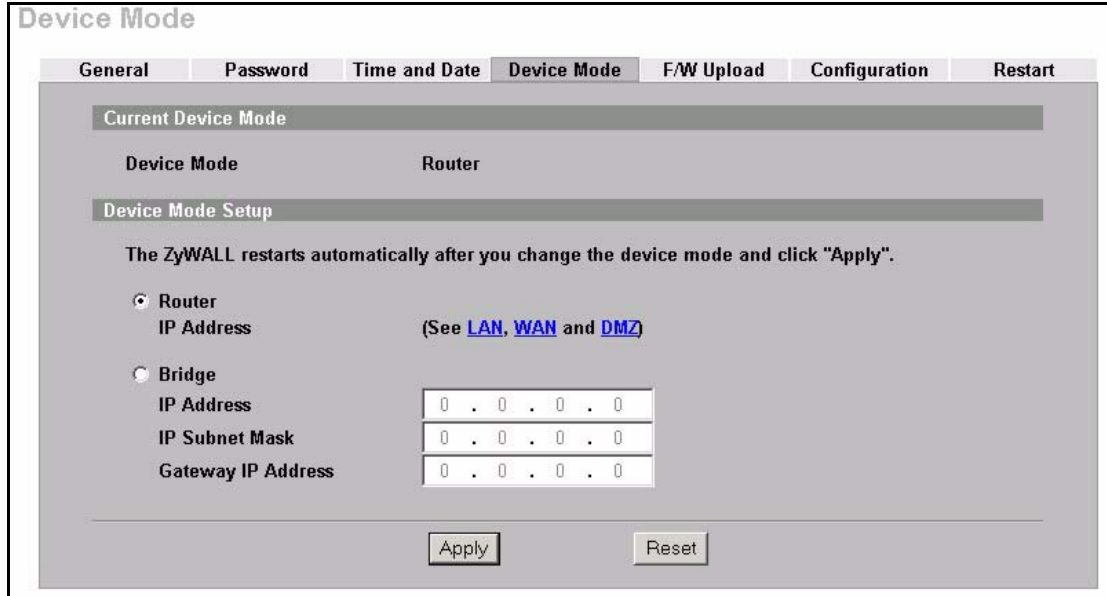 Device Mode
General Password Time and Date Device Mode F/W Upload Configuration Restart
Current Device Mode
Device Mode Router
Device Mode Setup
The ZyWALL restarts automatically after you change the device mode and click "Apply".
Router
IP Address (See LAN, WAN and DMZ)
Bridge
IP Address 0 . 0 . 0 . 0
IP Subnet Mask 0 . 0 . 0 . 0
Gateway IP Address 0 . 0 . 0 . 0
Apply Reset